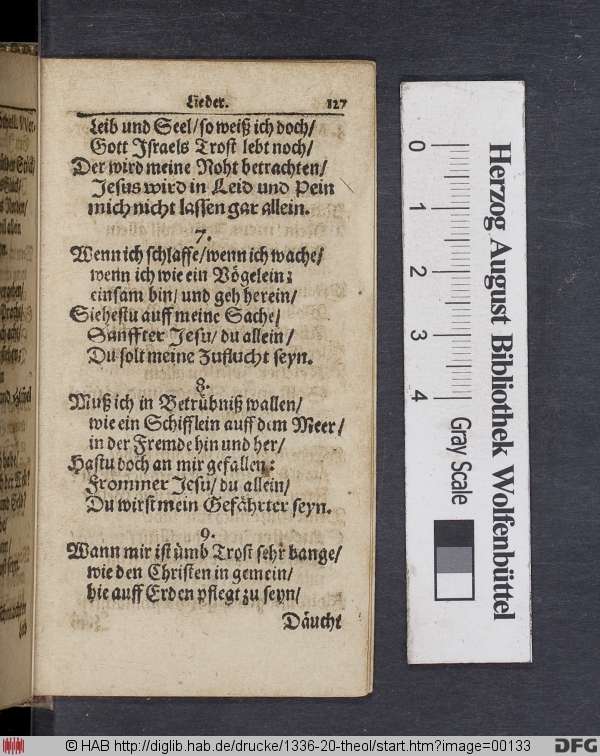 Lieder. 127
Leib und Seel/ so weiß ich doch/
Gott Israels Trost lebt noch/
Der wird meine Noht betrachten/
Jesus wird in Leid und Pein
mich nicht lassen gar allein.
7.
Wenn ich schlaffe/ wenn ich wache/
wenn ich wie ein Vögelein:
einsam bin/ und geh herein/
Siehestu auff meine Sache/
Sanffter Jesu/ du allein/
Du solt meine Zuflucht seyn.
8.
Muß ich in Betrübniß wallen/
wie ein Schifflein auff dem Meer/
in der Fremde hin und her/
Hastu doch an mir gefallen:
Frommer Jesu/ du allein/
Du wirst mein Gefährter seyn.
9.
Wann mir ist ümb Trost sehr bange/
wie den Christen in gemein/
hie auff Erden pflegt zu seyn/
Däucht
Herzog August Bibliothek Wolfenbüttel
0 1 2 3 4
Gray Scale
© HAB http://diglib.hab.de/drucke/1336-20-theol/start.htm?image=00133
DFG